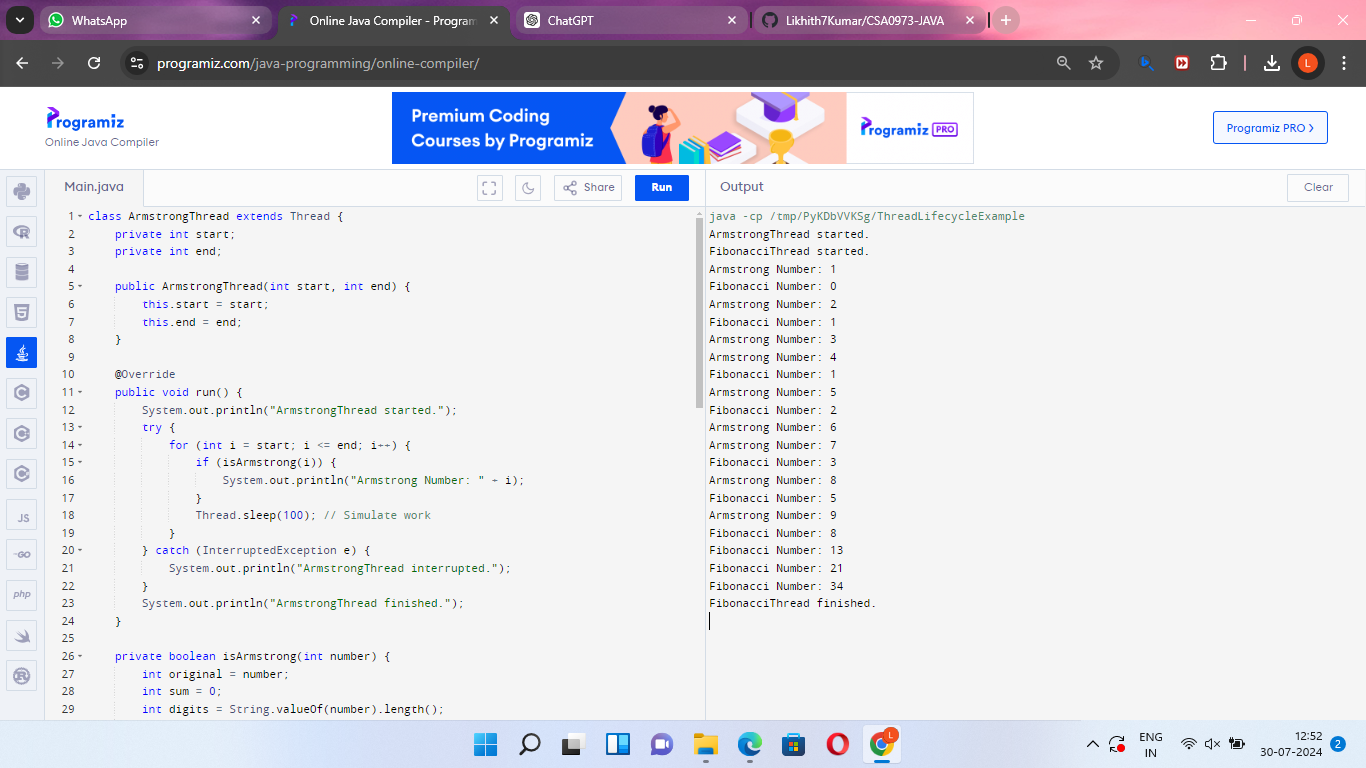 WhatsApp
Online Java Compiler - Program
ChatGPT
Likhith7Kumar/CSA0973-JAVA
programiz.com/java-programming/online-compiler/
L
Programiz
Online Java Compiler
Premium Coding
Courses by Programiz
Programiz PRO
Programiz PRO >
Main.java
Share
Run
Output
Clear
1 class ArmstrongThread extends Thread {
2 private int start;
3 private int end;
4
5 public ArmstrongThread(int start, int end) {
6 this.start = start;
7 this.end = end;
8 }
9
10 @Override
11 public void run() {
12 System.out.println("ArmstrongThread started.");
13 try {
14 for (int i = start; i <= end; i++) {
15 if (isArmstrong(i)) {
16 System.out.println("Armstrong Number: " + i);
17 }
18 Thread.sleep(100); // Simulate work
19 }
20 } catch (InterruptedException e) {
21 System.out.println("ArmstrongThread interrupted.");
22 }
23 System.out.println("ArmstrongThread finished.");
24 }
25
26 private boolean isArmstrong(int number) {
27 int original = number;
28 int sum = 0;
29 int digits = String.valueOf(number).length();
java -cp /tmp/PyKDbVVKSg/ThreadLifecycleExample
ArmstrongThread started.
FibonacciThread started.
Armstrong Number: 1
Fibonacci Number: 0
Armstrong Number: 2
Fibonacci Number: 1
Armstrong Number: 3
Armstrong Number: 4
Fibonacci Number: 1
Armstrong Number: 5
Fibonacci Number: 2
Armstrong Number: 6
Armstrong Number: 7
Fibonacci Number: 3
Armstrong Number: 8
Fibonacci Number: 5
Armstrong Number: 9
Fibonacci Number: 8
Fibonacci Number: 13
Fibonacci Number: 21
Fibonacci Number: 34
FibonacciThread finished.
JS
GO
php
L
ENG
IN
12:52
30-07-2024
2